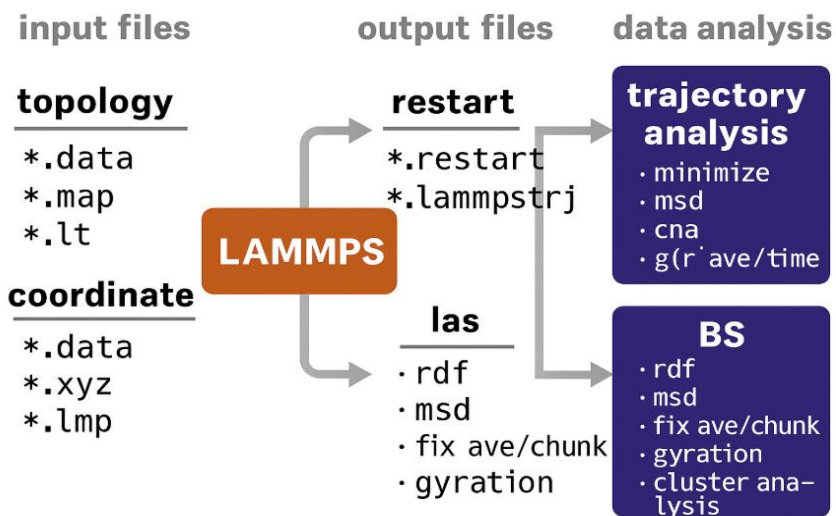 input files
output files
data analysis
topology
*.data
*.map
*.lt
coordinate
*.data
*.xyz
*.lmp
LAMMPS
restart
*.restart
*.lammpstrj
las
· rdf
· msd
· fix ave/chunk
· gyration
trajectory
analysis
· minimize
· msd
· cna
· g(r˙ave/time
BS
· rdf
· msd
· fix ave/chunk
· gyration
· cluster ana-
lysis